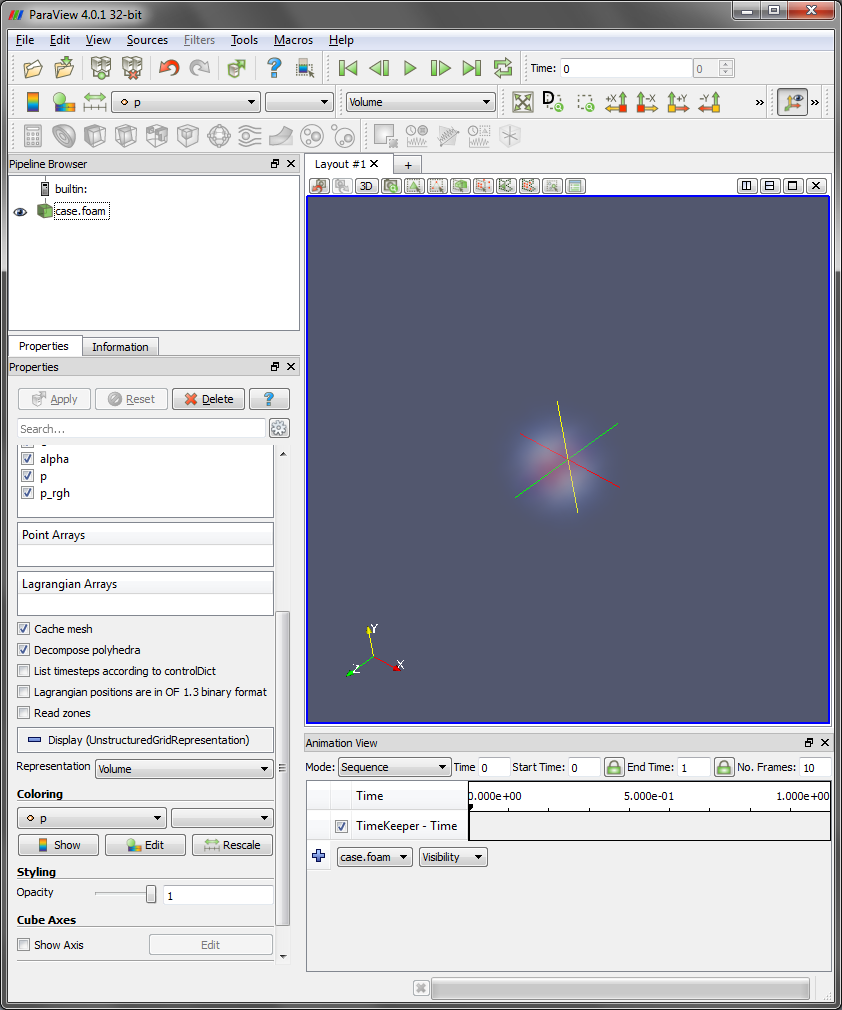 ParaView 4.0.1 32-bit
File Edit View Sources Filters Tools Macros Help
Time: 0 0
p Volume D +X -X +Y -Y » »
Pipeline Browser
builtin:
case.foam
Properties Information
Properties
Apply Reset Delete ?
Search...
alpha
p
p_rgh
Point Arrays
Lagrangian Arrays
Cache mesh
Decompose polyhedra
List timesteps according to controlDict
Lagrangian positions are in OF 1.3 binary format
Read zones
Display (UnstructuredGridRepresentation)
Representation Volume
Coloring
p
Show Edit Rescale
Styling
Opacity 1
Cube Axes
Show Axis Edit
Layout #1 X +
3D
Y
X
Z
Animation View
Mode: Sequence Time 0 Start Time: 0 End Time: 1 No. Frames: 10
Time 0.000e+00 5.000e-01 1.000e+00
TimeKeeper - Time
case.foam Visibility